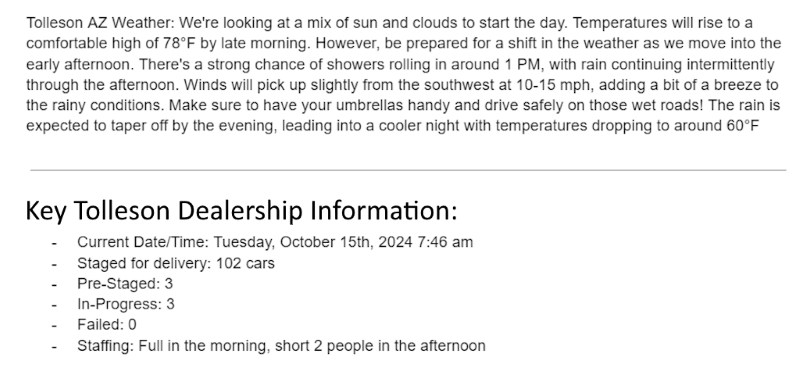 Tolleson AZ Weather: We're looking at a mix of sun and clouds to start the day. Temperatures will rise to a
comfortable high of 78°F by late morning. However, be prepared for a shift in the weather as we move into the
early afternoon. There's a strong chance of showers rolling in around 1 PM, with rain continuing intermittently
through the afternoon. Winds will pick up slightly from the southwest at 10-15 mph, adding a bit of a breeze to
the rainy conditions. Make sure to have your umbrellas handy and drive safely on those wet roads! The rain is
expected to taper off by the evening, leading into a cooler night with temperatures dropping to around 60°F
Key Tolleson Dealership Information:
- Current Date/Time: Tuesday, October 15th, 2024 7:46 am
- Staged for delivery: 102 cars
- Pre-Staged: 3
- In-Progress: 3
- Failed: 0
- Staffing: Full in the morning, short 2 people in the afternoon